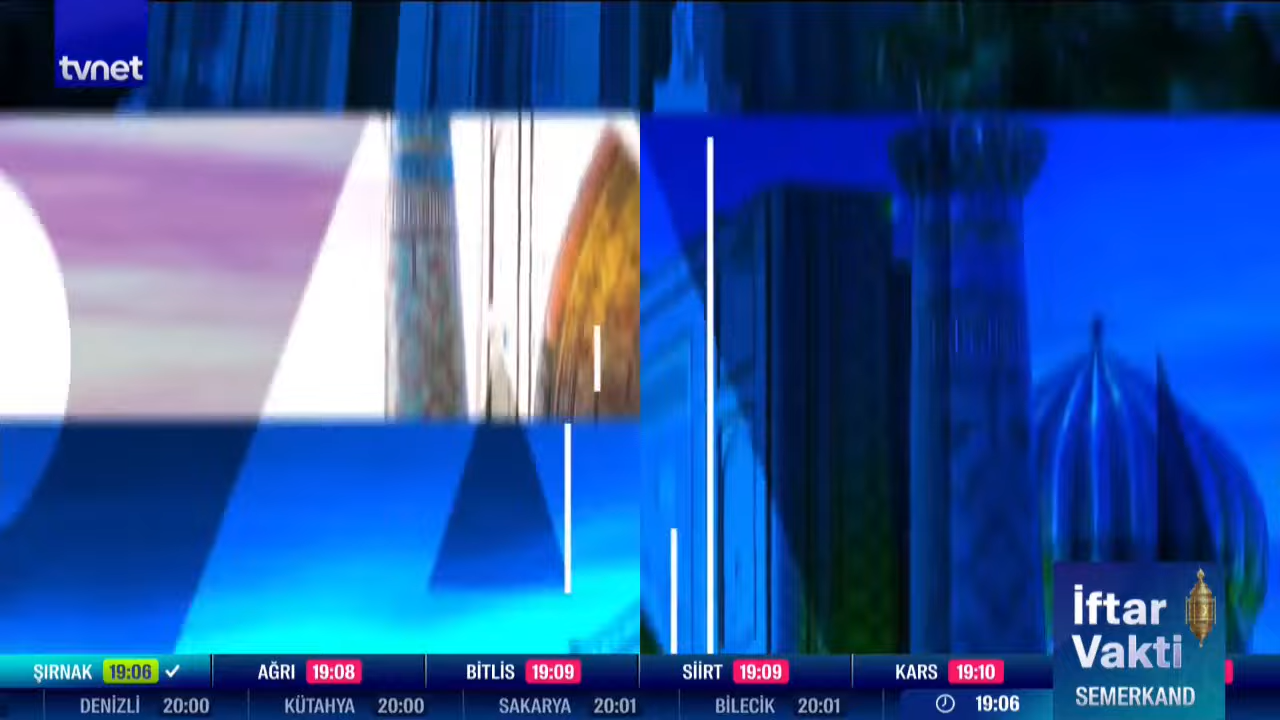 tvnet
İftar
Vakti
SEMERKAND
ŞIRNAK 19:06 AĞRI 19:08 BİTLİS 19:09 SİİRT 19:09 KARS 19:10
DENİZLİ 20:00 KÜTAHYA 20:00 SAKARYA 20:01 BİLECİK 20:01 19:06